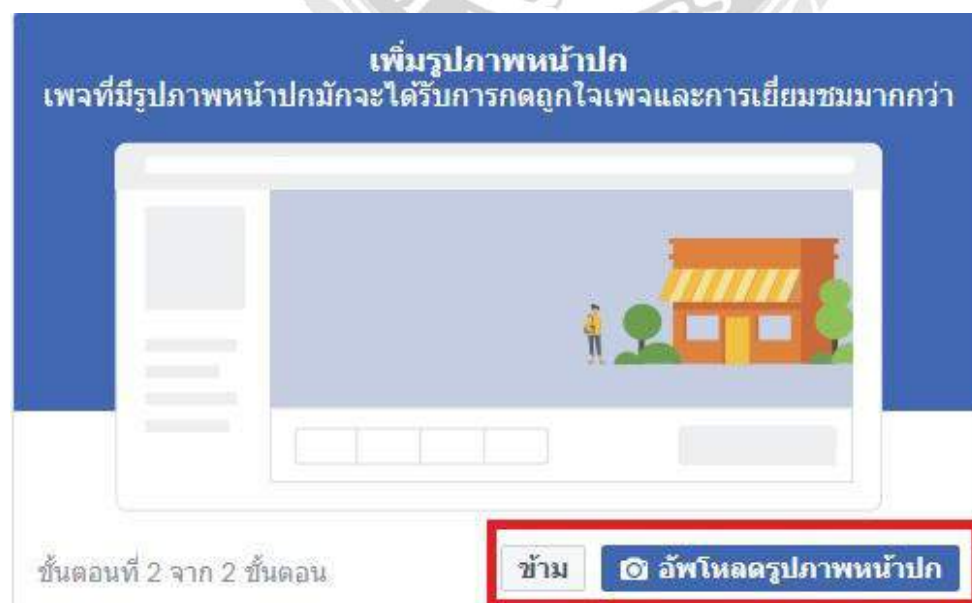 เพิ่มรูปภาพหน้าปก
เพจที่มีรูปภาพหน้าปกมักจะได้รับการกดถูกใจเพจและการเยี่ยมชมมากกว่า
ขั้นตอนที่ 2 จาก 2 ขั้นตอน
ข้าม
อัพโหลดรูปภาพหน้าปก